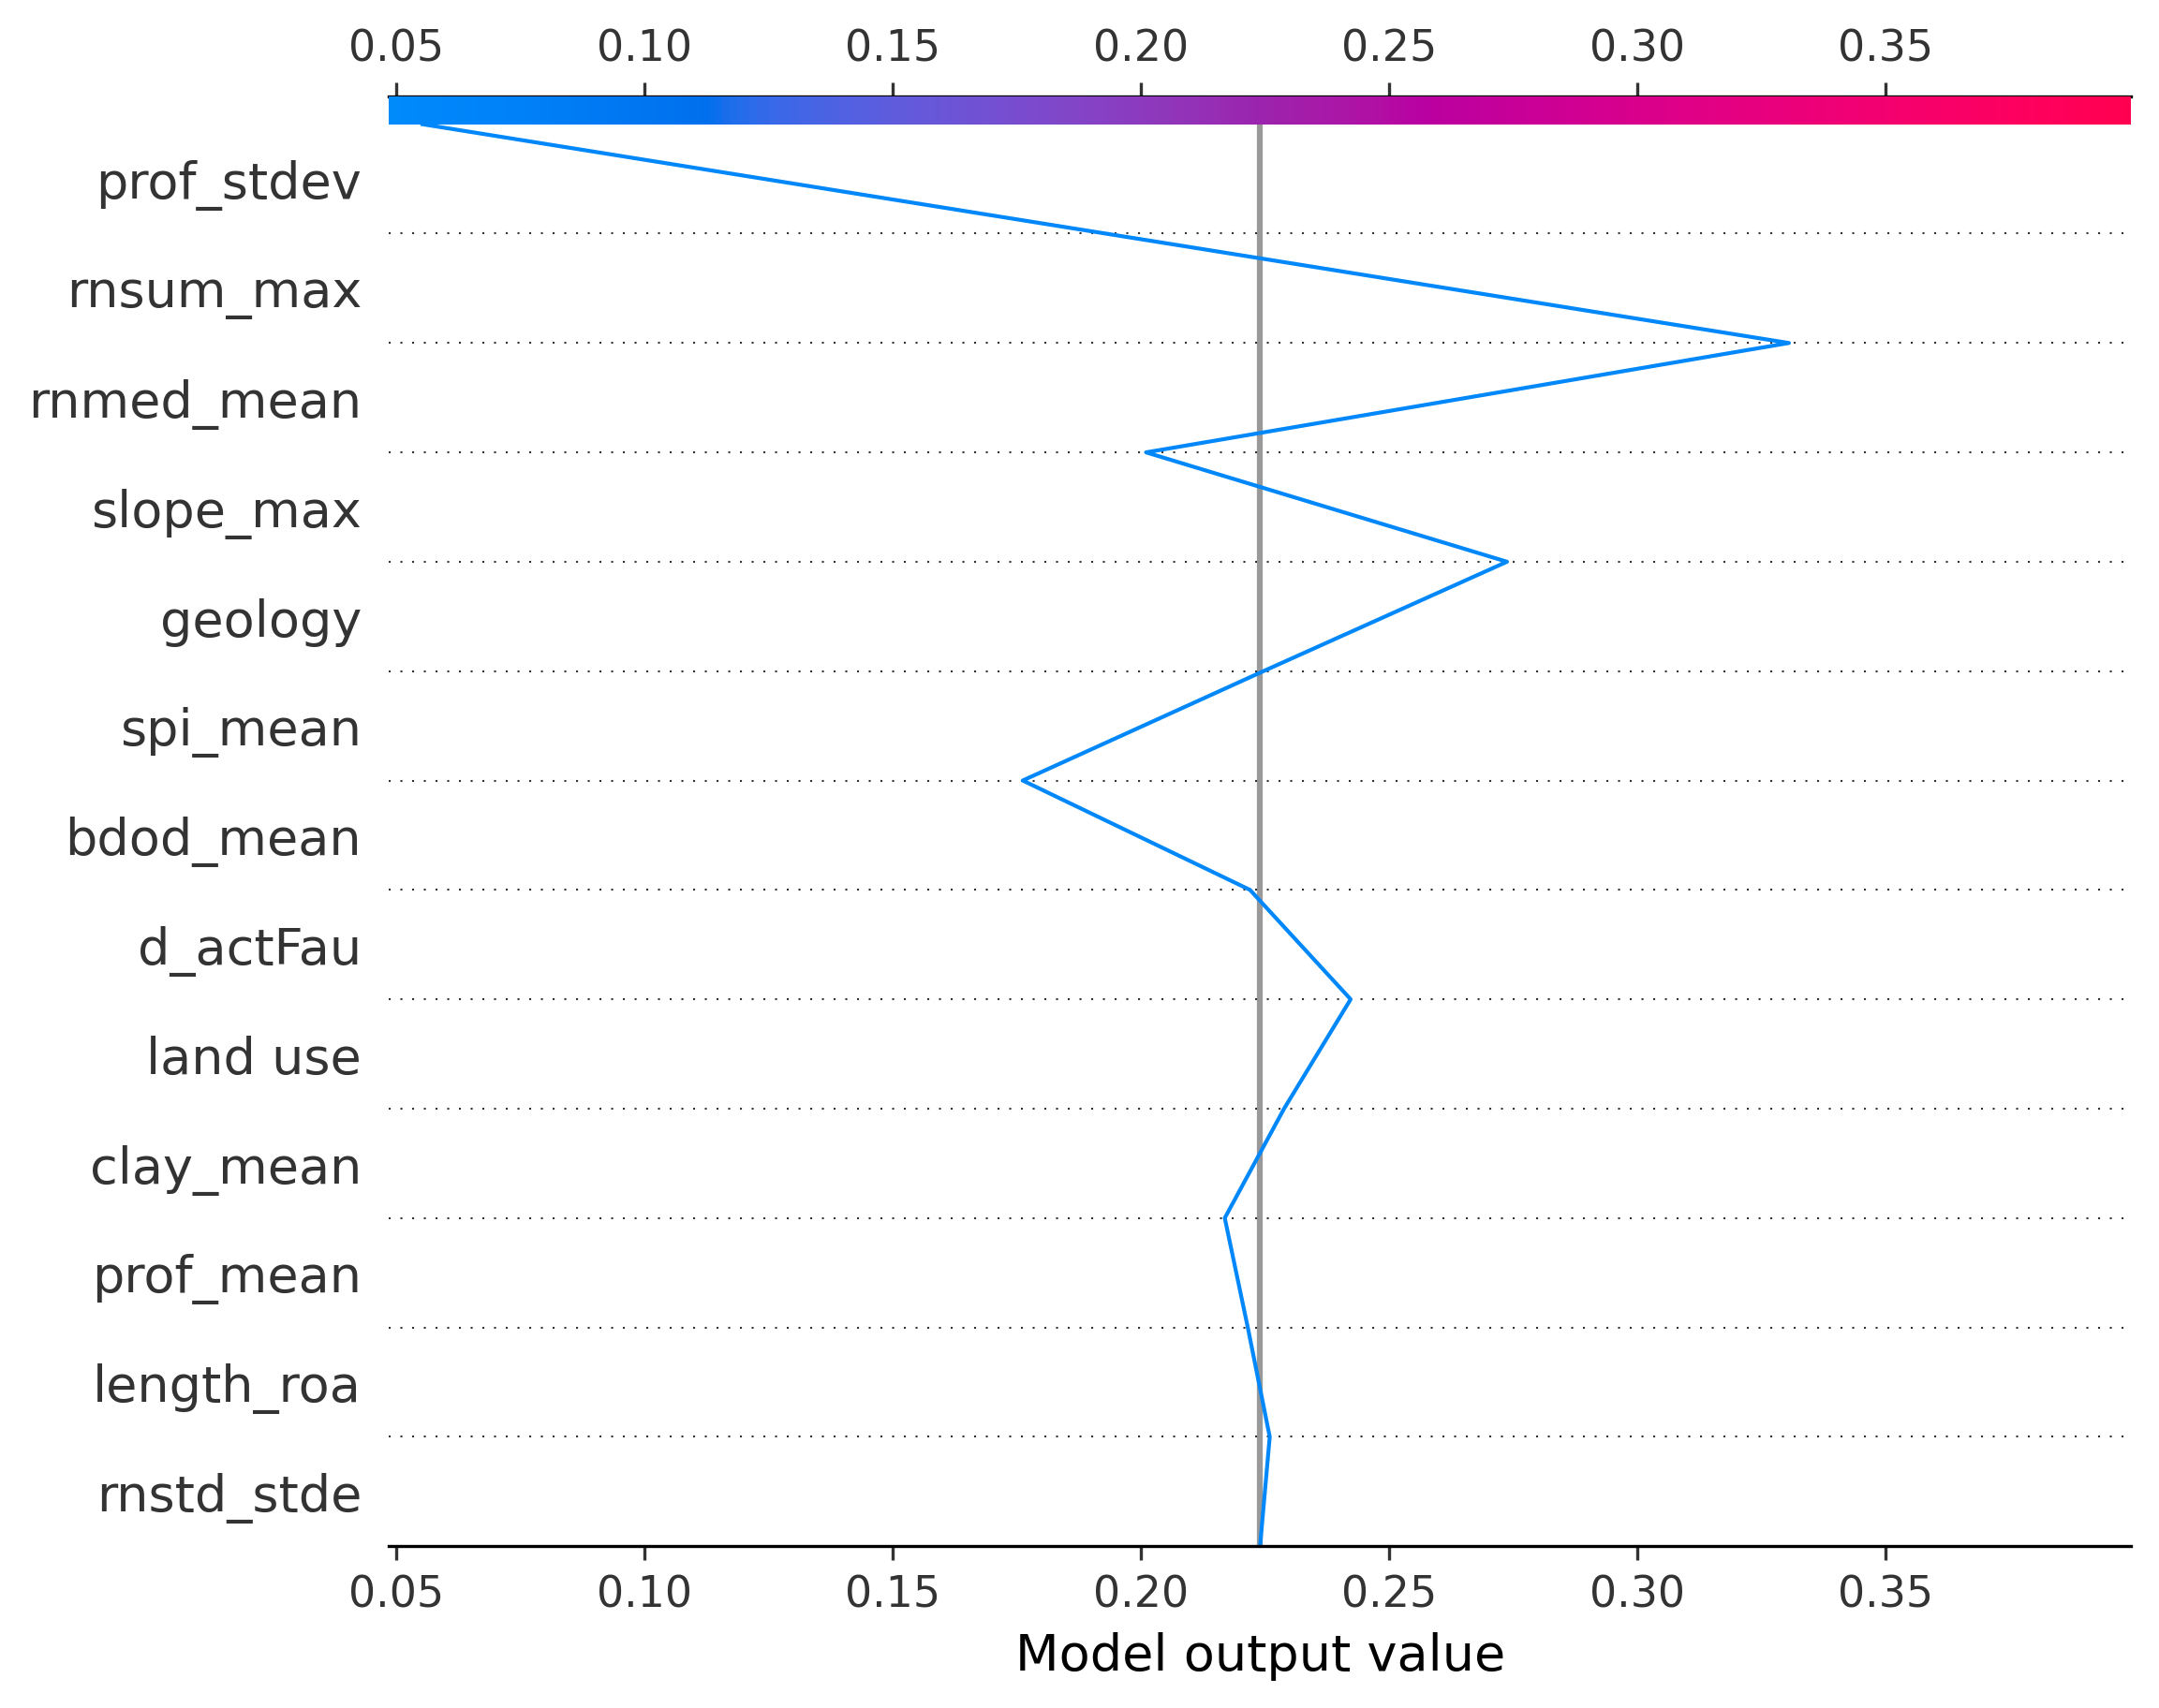 0.05 0.10 0.15 0.20 0.25 0.30 0.35
prof_stdev
rnsum_max
rnmed_mean
slope_max
geology
spi_mean
bdod_mean
d_actFau
land use
clay_mean
prof_mean
length_roa
rnstd_stde
0.05 0.10 0.15 0.20 0.25 0.30 0.35
Model output value